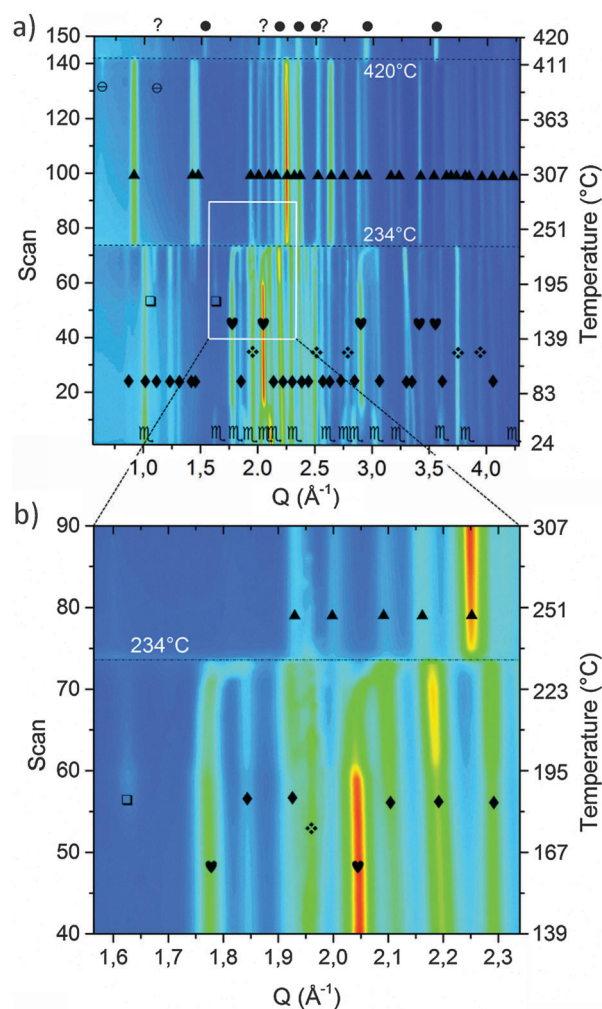 a)
? ● ? ● ● ● ? ● ●
150
140
120
100
80
60
40
20
Scan
420
411
363
307
251
195
139
83
24
Temperature (°C)
420°C
234°C
1,0 1,5 2,0 2,5 3,0 3,5 4,0
Q (Å⁻¹)
b)
90
80
70
60
50
40
Scan
307
251
223
195
167
139
Temperature (°C)
234°C
1,6 1,7 1,8 1,9 2,0 2,1 2,2 2,3
Q (Å⁻¹)